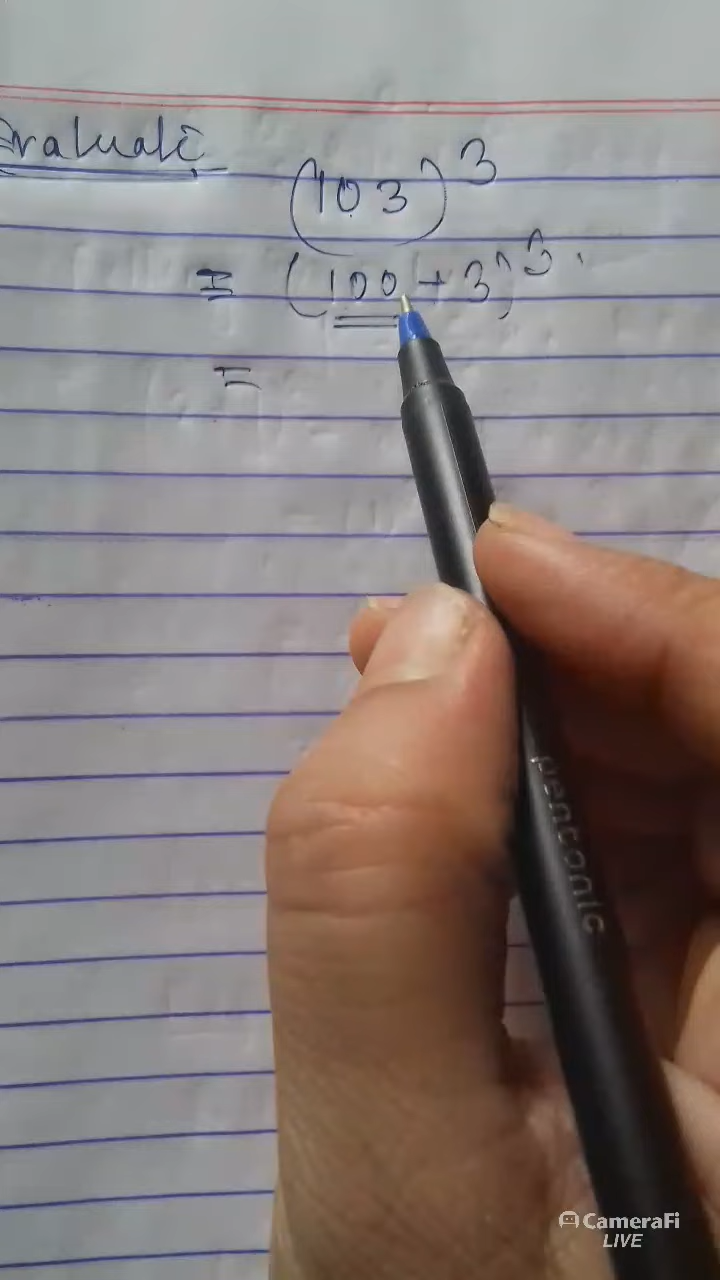 Evaluate
(103)^3
= (100 + 3)^3.
=
pentonic
CameraFi
LIVE